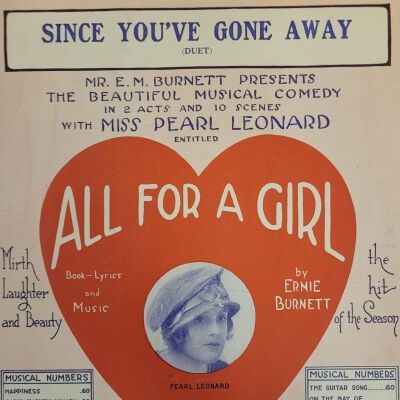 SINCE YOU'VE GONE AWAY
(DUET)
MR. E. M. BURNETT PRESENTS
THE BEAUTIFUL MUSICAL COMEDY
IN 2 ACTS AND 10 SCENES
WITH MISS PEARL LEONARD
ENTITLED
ALL FOR A GIRL
Mirth
Laughter
and Beauty
Book-Lyrics
and
Music
by
ERNIE
BURNETT
the
hit
of the Season
PEARL LEONARD
MUSICAL NUMBERS
HAPPINESS .60
MUSICAL NUMBERS
THE GUITAR SONG........60
ON THE BAY OF